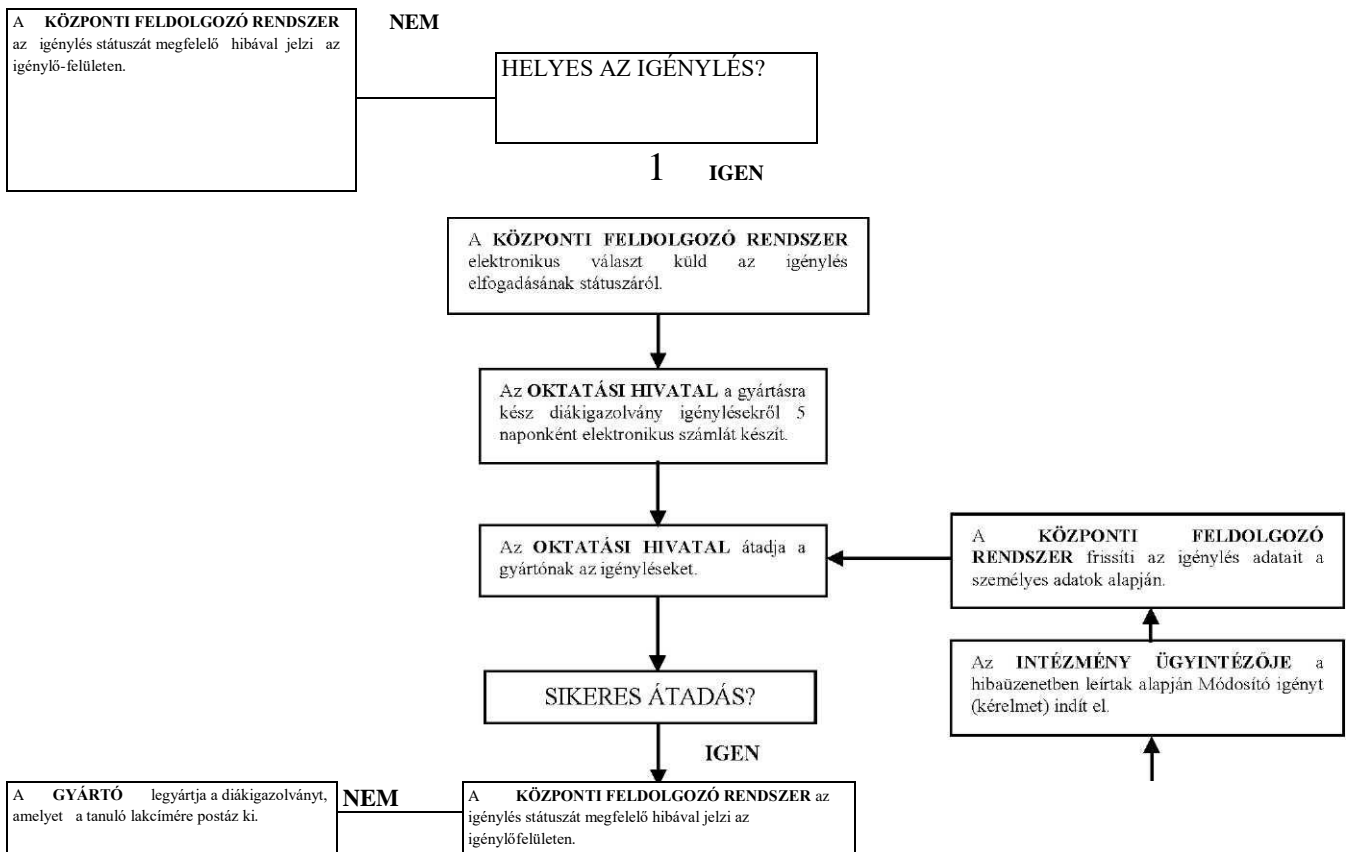 A KÖZPONTI FELDOLGOZÓ RENDSZER
az igénylés státuszát megfelelő hibával jelzi az
igénylő-felületen.
NEM
HELYES AZ IGÉNYLÉS?
1 IGEN
A KÖZPONTI FELDOLGOZÓ RENDSZER
elektronikus választ küld az igénylés
elfogadásának státuszáról.
Az OKTATÁSI HIVATAL a gyártásra
kész diákigazolvány igénylésekről 5
naponként elektronikus számlát készít.
Az OKTATÁSI HIVATAL átadja a
gyártónak az igényléseket.
A KÖZPONTI FELDOLGOZÓ
RENDSZER frissíti az igénylés adatait a
személyes adatok alapján.
Az INTÉZMÉNY ÜGYINTÉZŐJE a
hibaüzenetben leírtak alapján Módosító igényt
(kérelmet) indít el.
SIKERES ÁTADÁS?
IGEN
A GYÁRTÓ legyártja a diákigazolványt,
amelyet a tanuló lakcímére postáz ki.
NEM
A KÖZPONTI FELDOLGOZÓ RENDSZER az
igénylés státuszát megfelelő hibával jelzi az
igénylőfelületen.